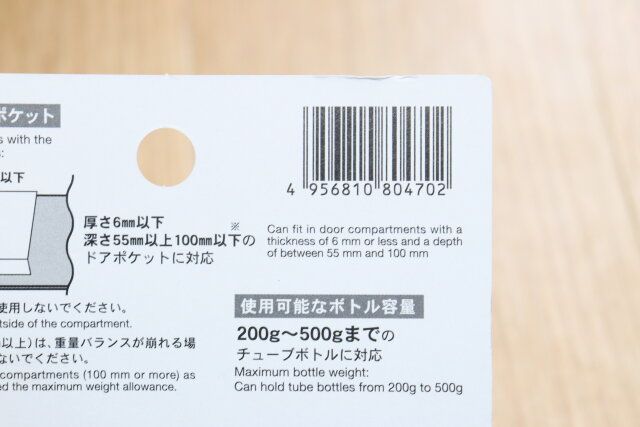 ポケット
s with the
:
以下
4 956810 804702
厚さ6mm以下
※
深さ55mm以上100mm以下の
ドアポケットに対応
Can fit in door compartments with a
thickness of 6 mm or less and a depth
of between 55 mm and 100 mm
使用しないでください。
tside of the compartment.
m以上)は、重量バランスが崩れる場
ないでください。
compartments (100 mm or more) as
ed the maximum weight allowance.
使用可能なボトル容量
200g〜500gまでの
チューブボトルに対応
Maximum bottle weight:
Can hold tube bottles from 200g to 500g